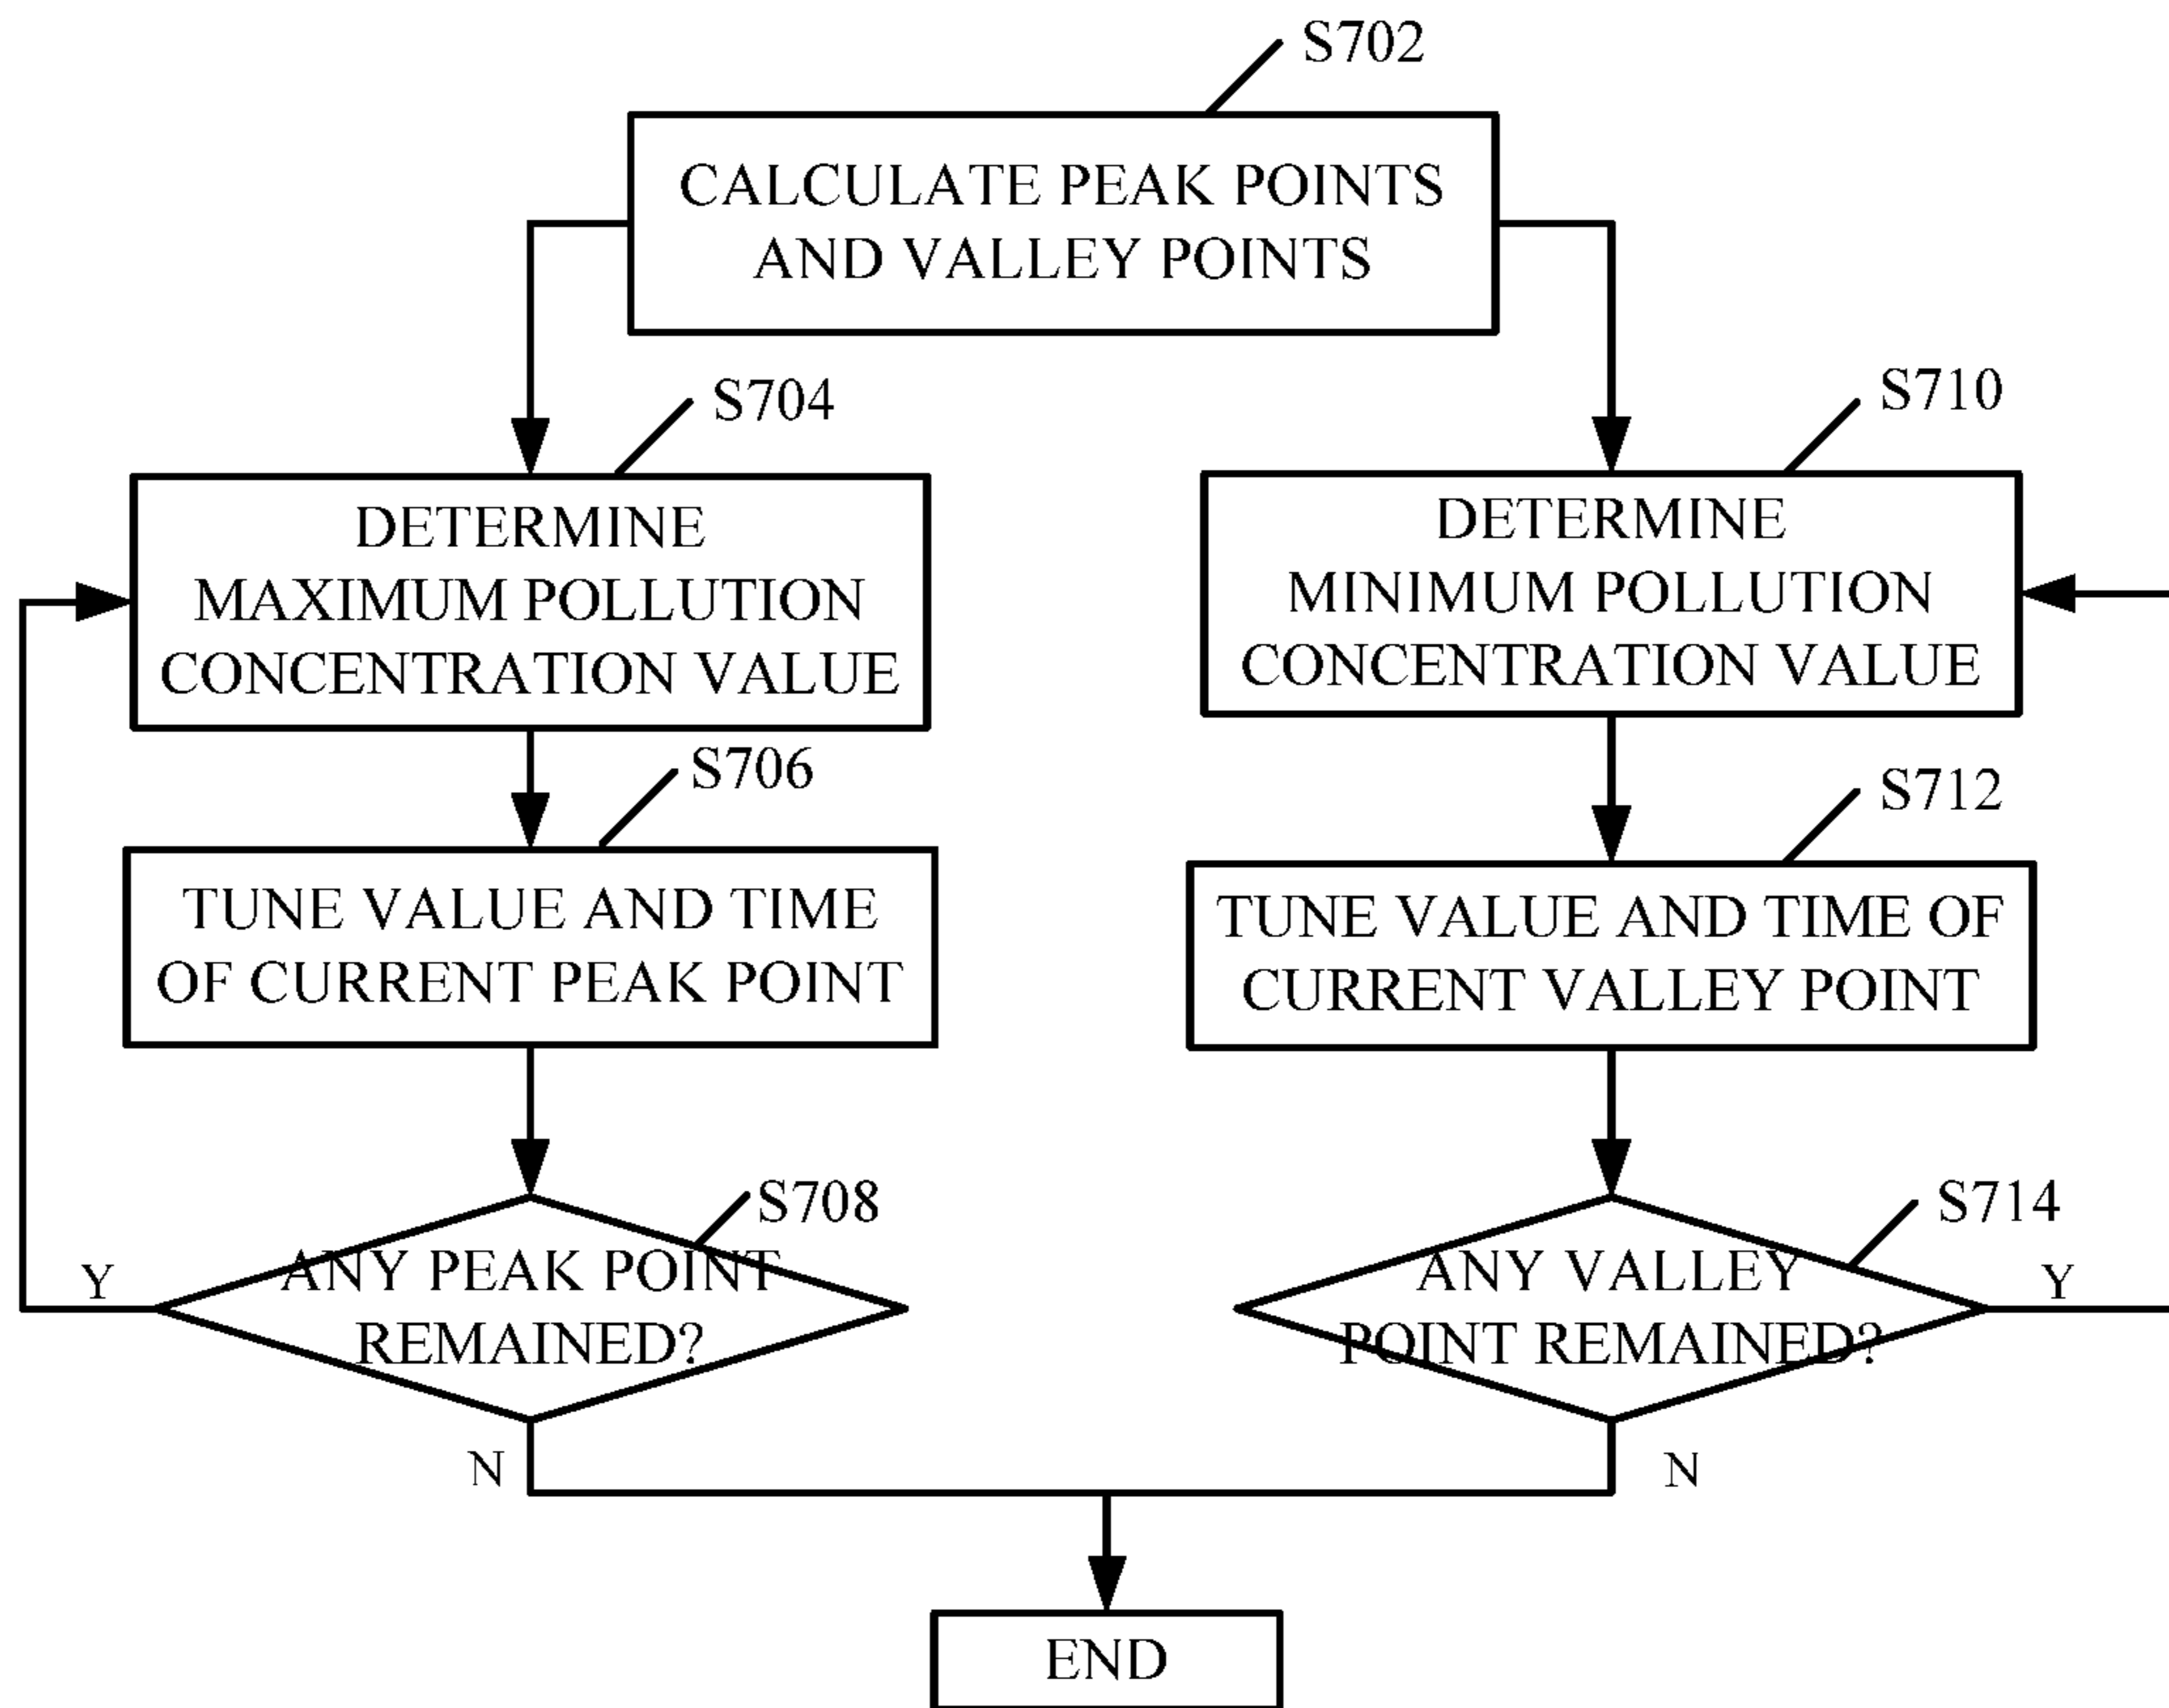 S702
CALCULATE PEAK POINTS
AND VALLEY POINTS
S704
DETERMINE
MAXIMUM POLLUTION
CONCENTRATION VALUE
S706
TUNE VALUE AND TIME
OF CURRENT PEAK POINT
S708
ANY PEAK POINT
REMAINED?
Y
N
S710
DETERMINE
MINIMUM POLLUTION
CONCENTRATION VALUE
S712
TUNE VALUE AND TIME OF
CURRENT VALLEY POINT
S714
ANY VALLEY
POINT REMAINED?
Y
N
END